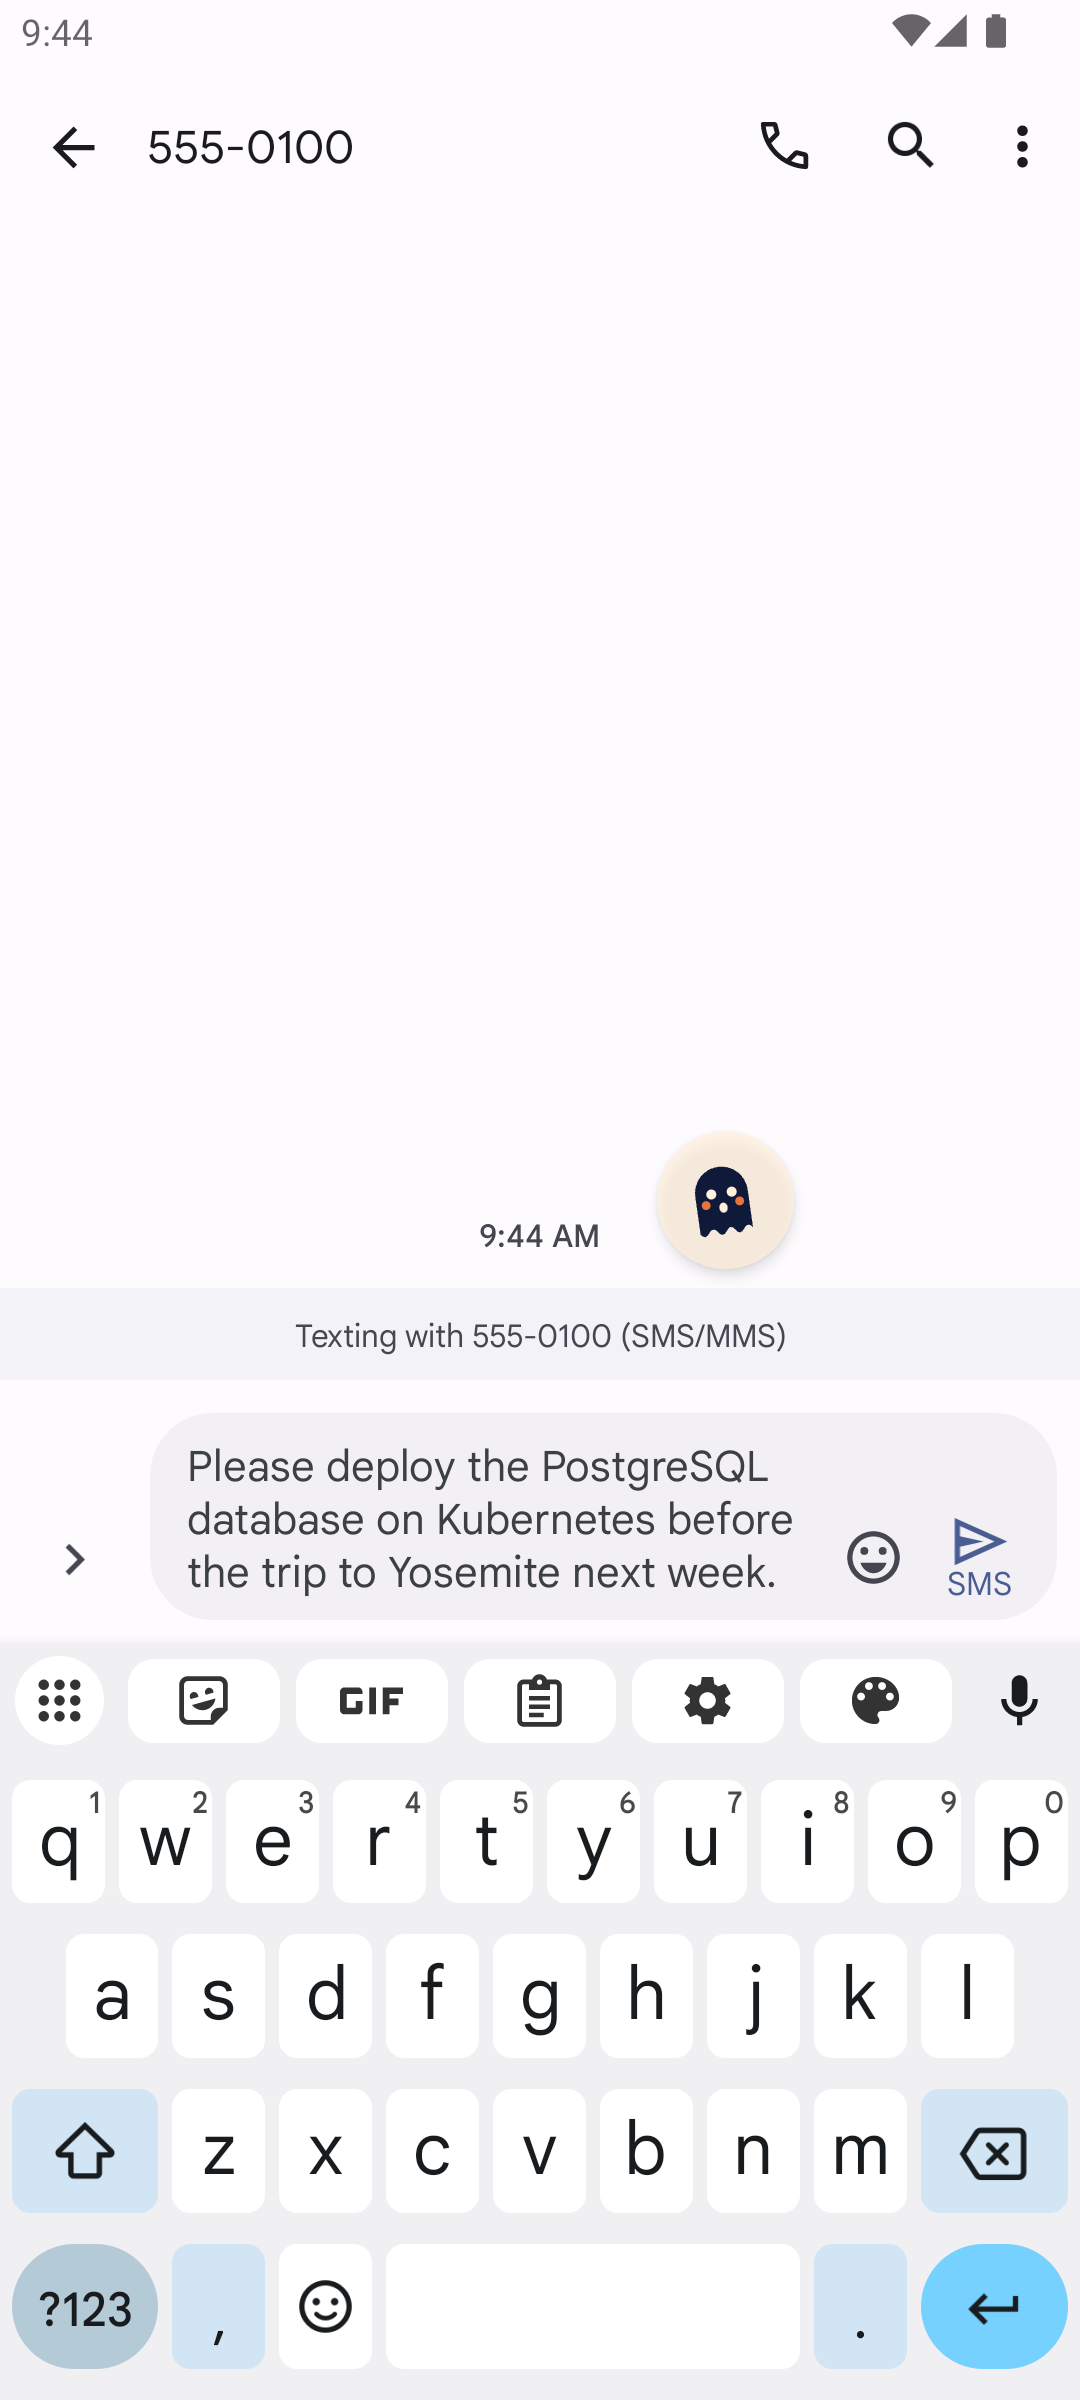 9:44
555-0100
9:44 AM
Texting with 555-0100 (SMS/MMS)
Please deploy the PostgreSQL
database on Kubernetes before
the trip to Yosemite next week.
SMS
GIF
q1 w2 e3 r4 t5 y6 u7 i8 o9 p0
a s d f g h j k l
z x c v b n m
?123 , .